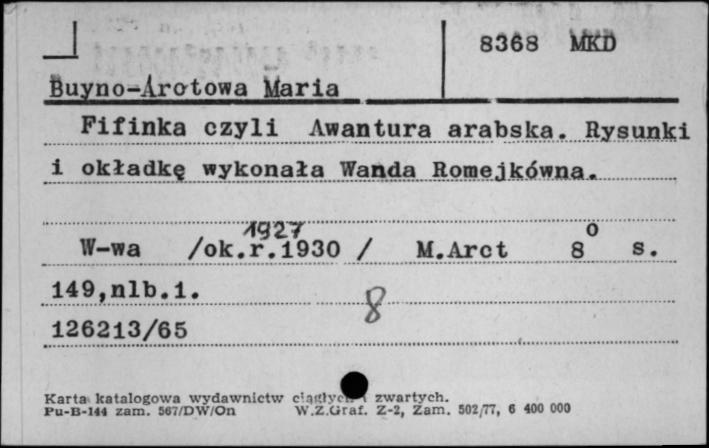 8368 MKD
Buyno-Arctowa Maria
Fifinka czyli Awantura arabska. Rysunki
i okładkę wykonała Wanda Romejkówna.
1927
W-wa /ok.r.1930 / M.Arct 8° s.
149,nlb.1.
8
126213/65
Karta katalogowa wydawnictw ciągłych i zwartych.
Pu-B-144 zam. 567/DW/On W.Z.Graf. Z-2, Zam. 502/77, 6 400 000